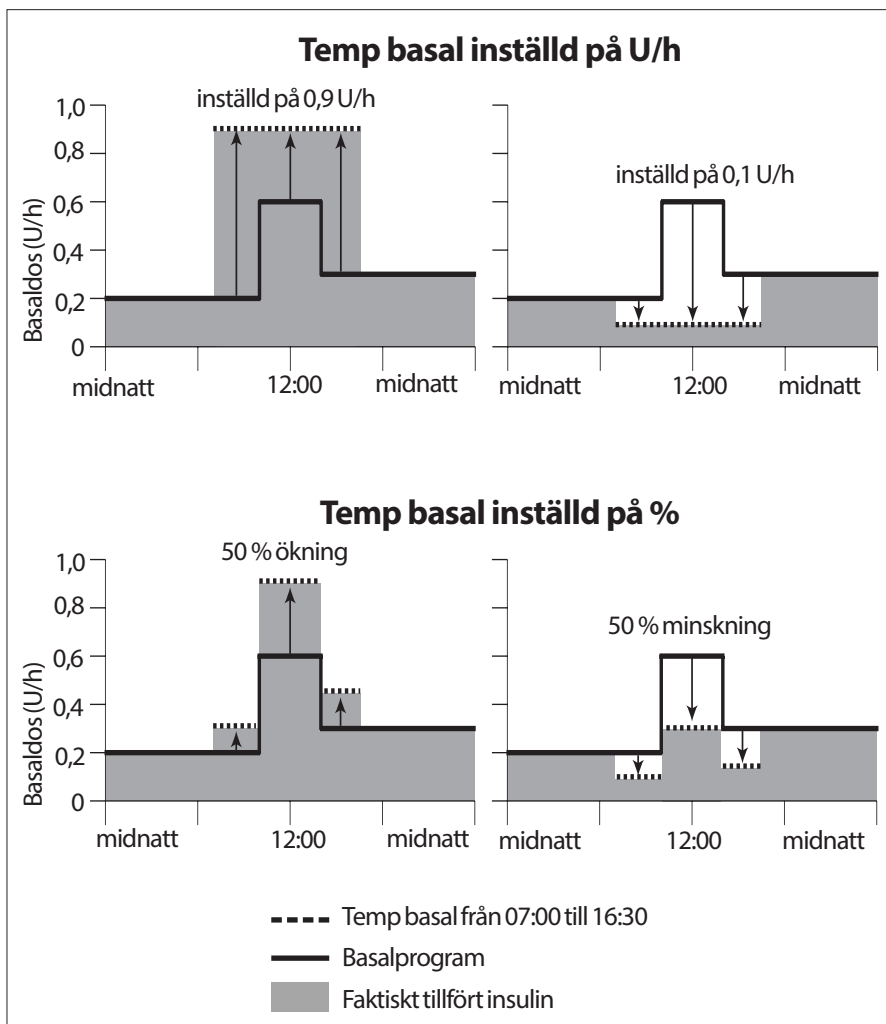 Temp basal inställd på U/h
inställd på 0,9 U/h
1,0
0,8
0,6
0,4
0,2
0
Basaldos (U/h)
midnatt 12:00 midnatt
inställd på 0,1 U/h
midnatt 12:00 midnatt
Temp basal inställd på %
50 % ökning
1,0
0,8
0,6
0,4
0,2
0
Basaldos (U/h)
midnatt 12:00 midnatt
50 % minskning
midnatt 12:00 midnatt
Temp basal från 07:00 till 16:30
Basalprogram
Faktiskt tillfört insulin